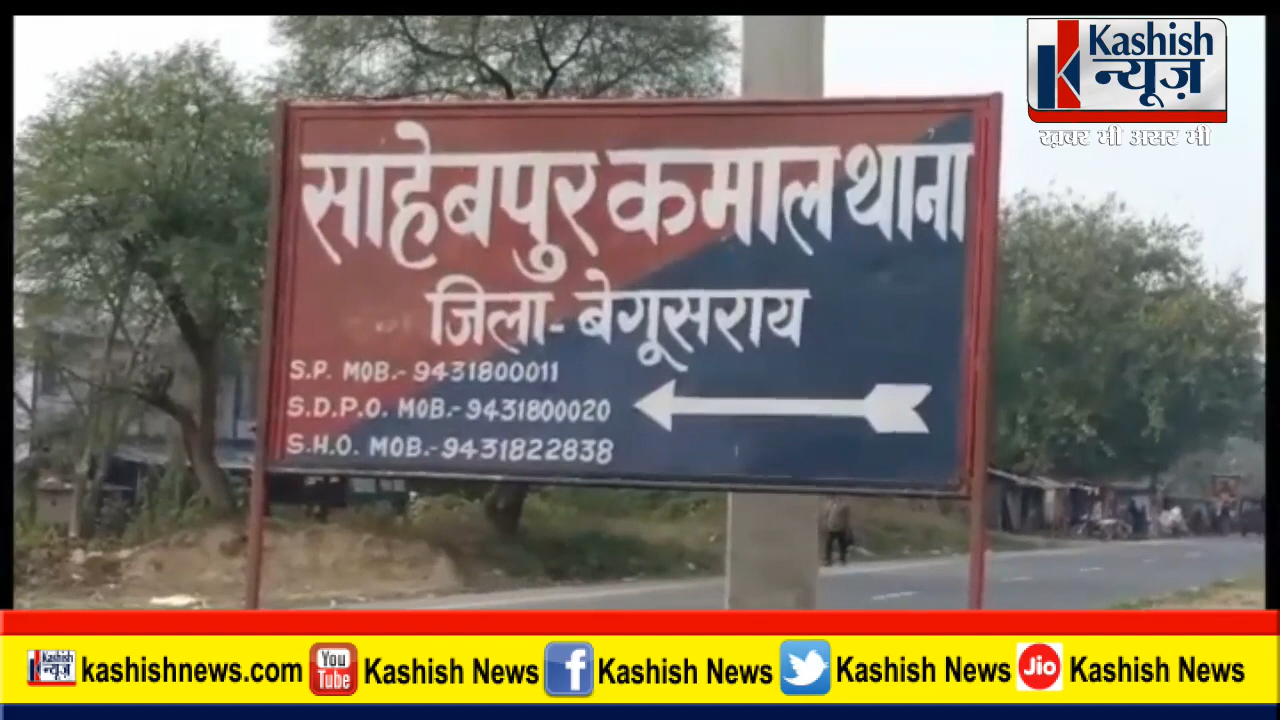 Kashish
न्यूज़
ख़बर भी असर भी
साहेबपुर कमाल थाना
जिला - बेगूसराय
S.P. MOB.- 9431800011
S.D.P.O. MOB.- 9431800020
S.H.O. MOB.- 9431822838
Kashish न्यूज़ kashishnews.com You Tube Kashish News f Kashish News Kashish News Jio Kashish News